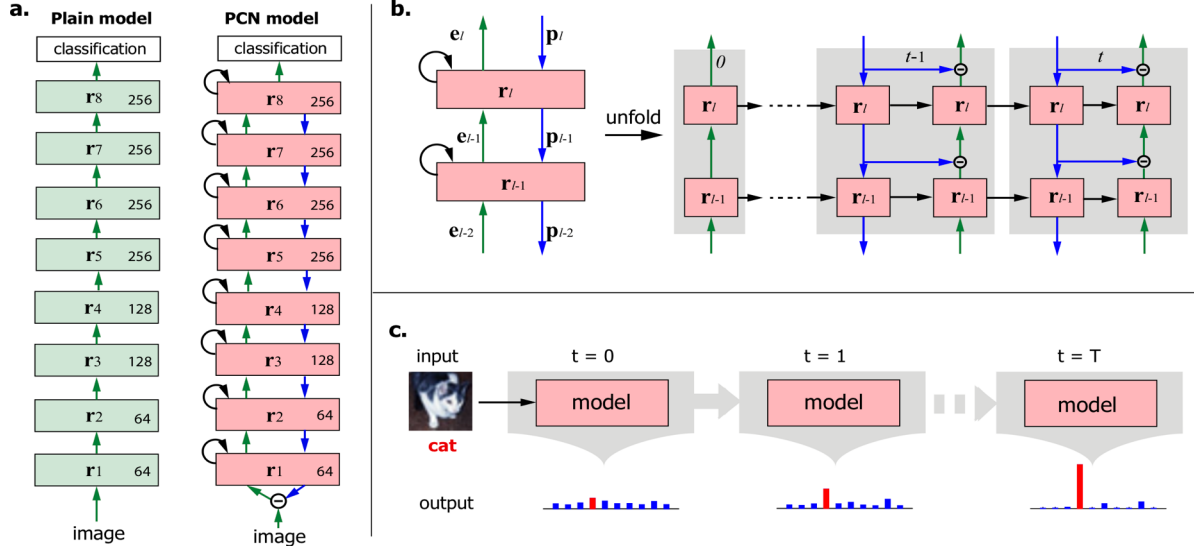 a.
Plain model
PCN model
classification
classification
r8 256
r8 256
r7 256
r7 256
r6 256
r6 256
r5 256
r5 256
r4 128
r4 128
r3 128
r3 128
r2 64
r2 64
r1 64
r1 64
image
image
b.
el pl
rl
el-1 pl-1
rl-1
el-2 pl-2
unfold
0 t-1 t
rl rl rl rl rl
rl-1 rl-1 rl-1 rl-1 rl-1
c.
input t = 0 t = 1 t = T
model model model
cat
output